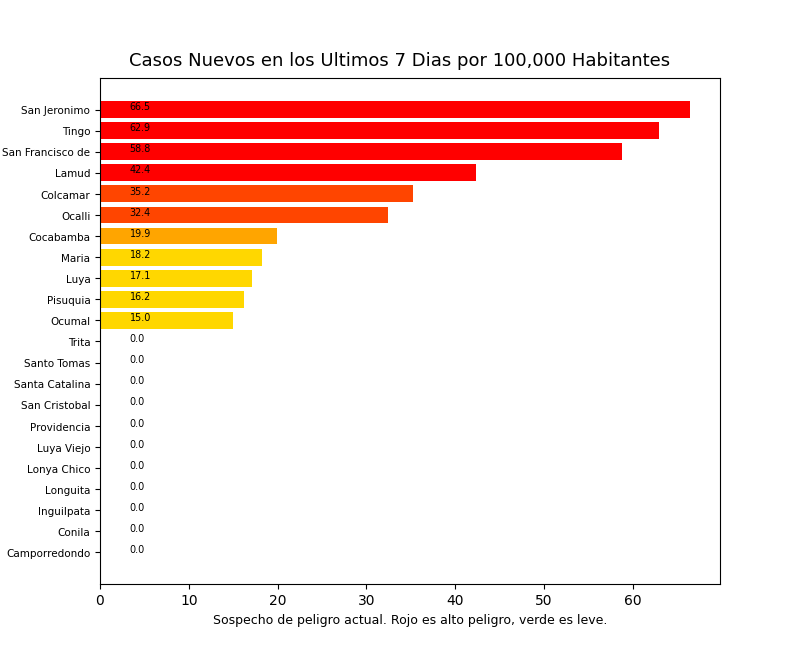 Casos Nuevos en los Ultimos 7 Dias por 100,000 Habitantes
San Jeronimo 66.5
Tingo 62.9
San Francisco de 58.8
Lamud 42.4
Colcamar 35.2
Ocalli 32.4
Cocabamba 19.9
Maria 18.2
Luya 17.1
Pisuquia 16.2
Ocumal 15.0
Trita 0.0
Santo Tomas 0.0
Santa Catalina 0.0
San Cristobal 0.0
Providencia 0.0
Luya Viejo 0.0
Lonya Chico 0.0
Longuita 0.0
Inguilpata 0.0
Conila 0.0
Camporredondo 0.0
0 10 20 30 40 50 60
Sospecho de peligro actual. Rojo es alto peligro, verde es leve.